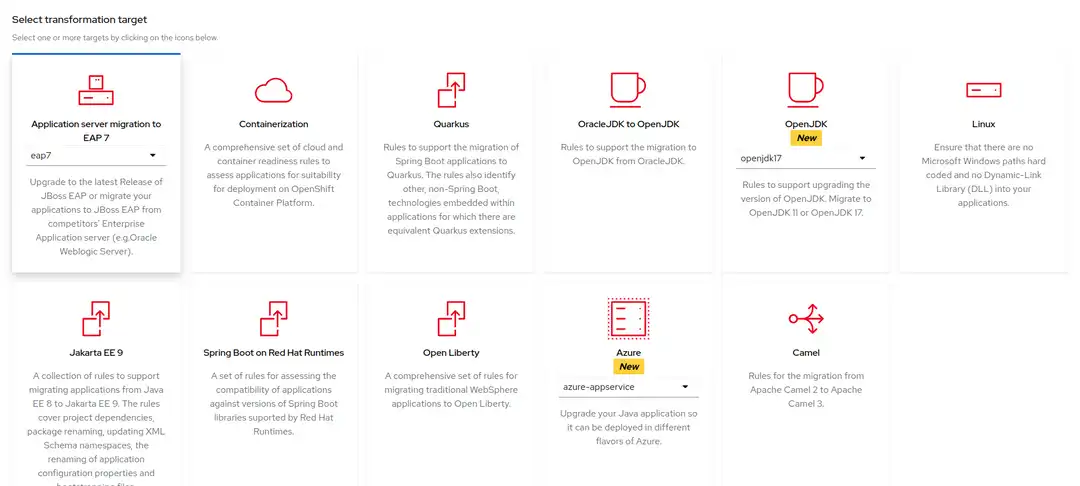 Select transformation target
Select one or more targets by clicking on the icons below.
Application server migration to
EAP 7
eap7
Upgrade to the latest Release of
JBoss EAP or migrate your
applications to JBoss EAP from
competitors' Enterprise
Application server (e.g.Oracle
Weblogic Server).
Containerization
A comprehensive set of cloud and
container readiness rules to
assess applications for suitability
for deployment on OpenShift
Container Platform.
Quarkus
Rules to support the migration of
Spring Boot applications to
Quarkus. The rules also identify
other, non-Spring Boot,
technologies embedded within
applications for which there are
equivalent Quarkus extensions.
OracleJDK to OpenJDK
Rules to support the migration to
OpenJDK from OracleJDK.
OpenJDK
New
openjdk17
Rules to support upgrading the
version of OpenJDK. Migrate to
OpenJDK 11 or OpenJDK 17.
Linux
Ensure that there are no
Microsoft Windows paths hard
coded and no Dynamic-Link
Library (DLL) into your
applications.
Jakarta EE 9
A collection of rules to support
migrating applications from Java
EE 8 to Jakarta EE 9. The rules
cover project dependencies,
package renaming, updating XML
Schema namespaces, the
renaming of application
configuration properties and
bootstrapping files.
Spring Boot on Red Hat Runtimes
A set of rules for assessing the
compatibility of applications
against versions of Spring Boot
libraries suported by Red Hat
Runtimes.
Open Liberty
A comprehensive set of rules for
migrating traditional WebSphere
applications to Open Liberty.
Azure
New
azure-appservice
Upgrade your Java application so
it can be deployed in different
flavors of Azure.
Camel
Rules for the migration from
Apache Camel 2 to Apache
Camel 3.